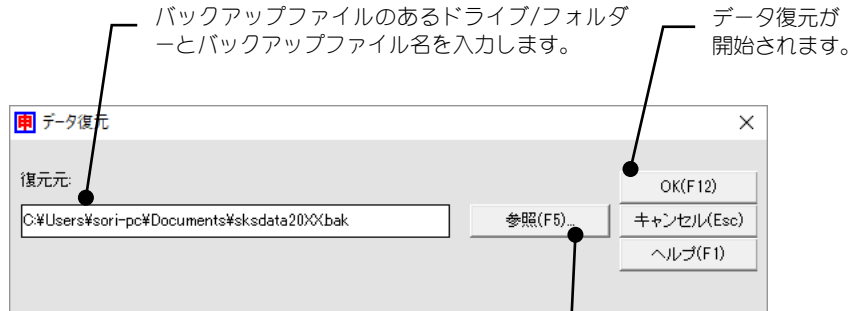 バックアップファイルのあるドライブ/フォルダ
ーとバックアップファイル名を入力します。
データ復元が
開始されます。
申 データ復元
復元元:
OK(F12)
C:¥Users¥sori-pc¥Documents¥sksdata20XX.bak
参照(F5)...
キャンセル(Esc)
ヘルプ(F1)